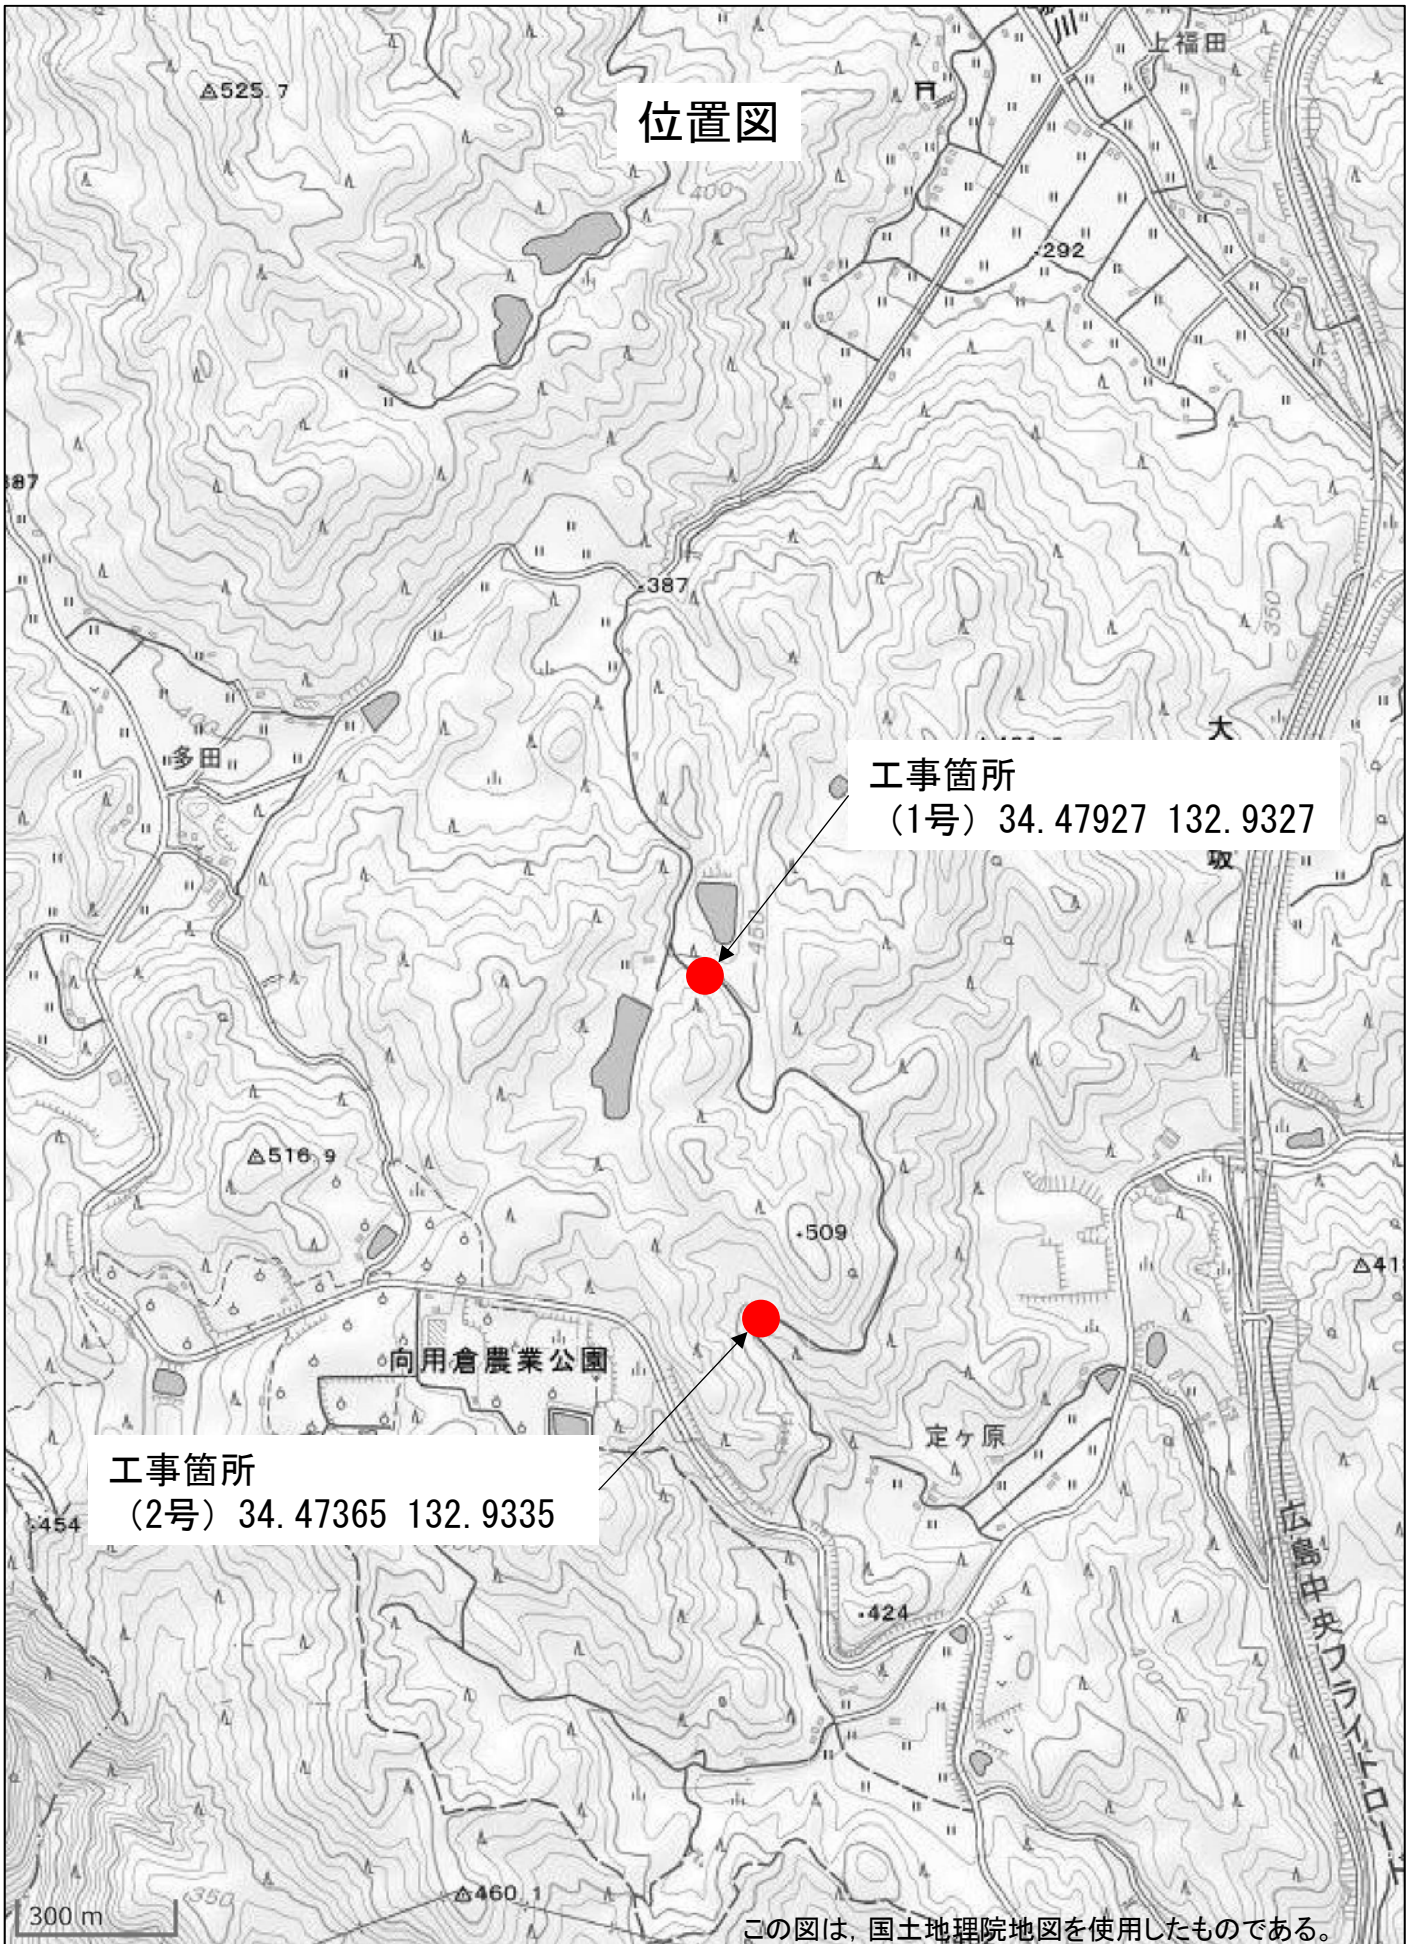 上福田
川
525.7
位置図
400
292
387
387
350
400
多田
大
坂
工事箇所
（1号）34.47927 132.9327
450
516.9
509
向用倉農業公園
定ヶ原
工事箇所
（2号）34.47365 132.9335
454
424
400
広島中央フライトロード
350
460.1
300 m
この図は，国土地理院地図を使用したものである。